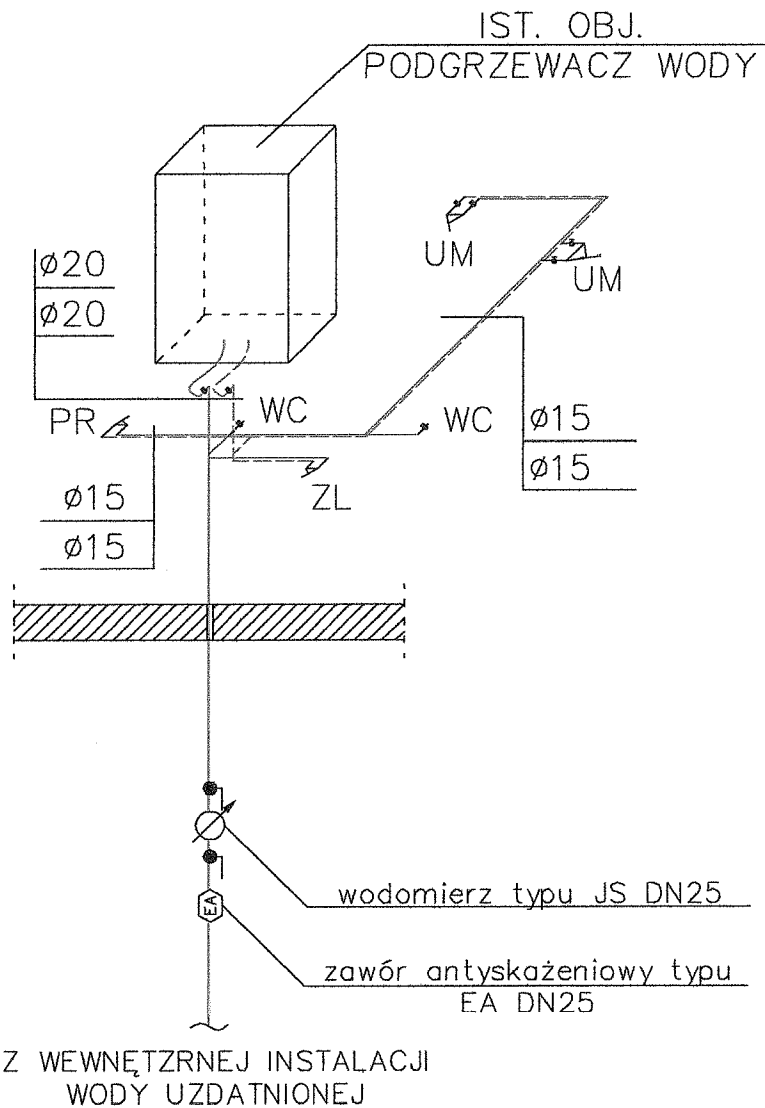 IST. OBJ.
PODGRZEWACZ WODY
UM
UM
ø20
ø20
PR
WC
WC
ø15
ø15
ZL
ø15
ø15
wodomierz typu JS DN25
EA
zawór antyskażeniowy typu
EA DN25
Z WEWNĘTZRNEJ INSTALACJI
WODY UZDATNIONEJ